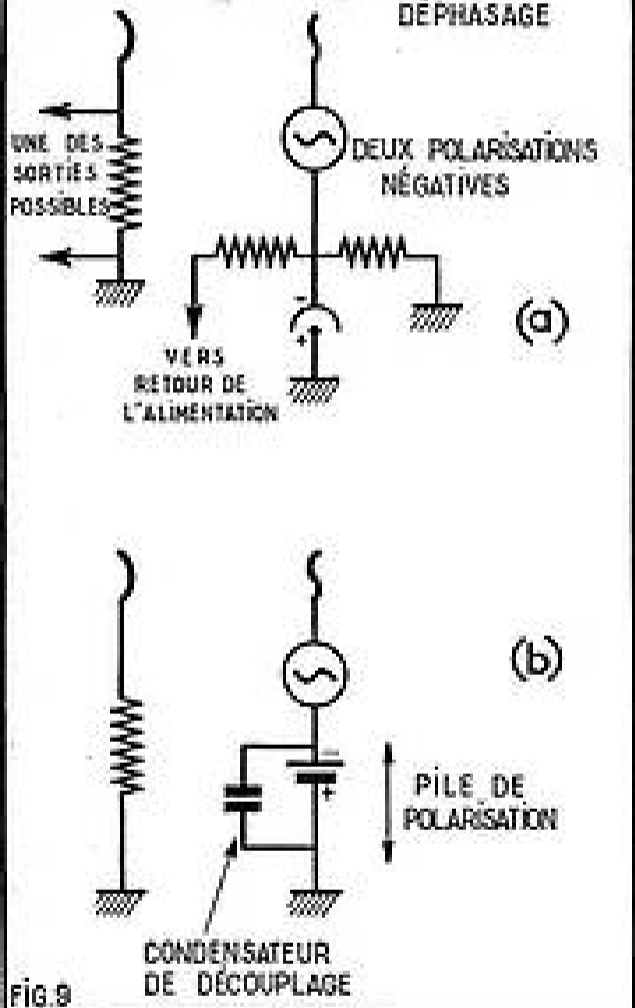 DÉPHASAGE
UNE DES
SORTIES
POSSIBLES
DEUX POLARISATIONS
NÉGATIVES
-
+
(a)
VERS
RETOUR DE
L'ALIMENTATION
(b)
-
+
PILE DE
POLARISATION
CONDENSATEUR
DE DÉCOUPLAGE
FIG.9